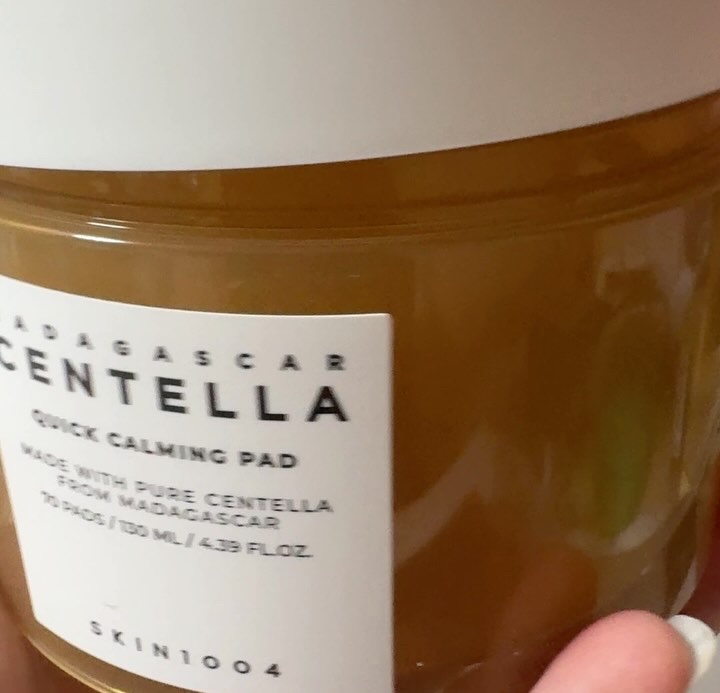 MADAGASCAR
CENTELLA
QUICK CALMING PAD
MADE WITH PURE CENTELLA
FROM MADAGASCAR
70 PADS / 130 ML / 4.39 FL.OZ.
SKIN1004